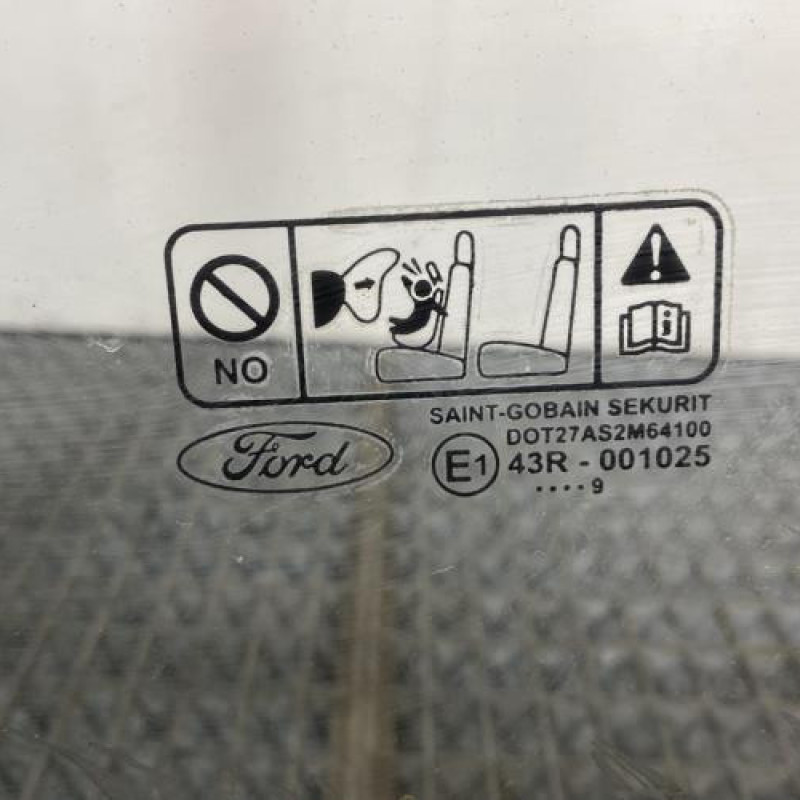 NO
Ford
SAINT-GOBAIN SEKURIT
DOT27AS2M64100
E1 43R - 001025
....9